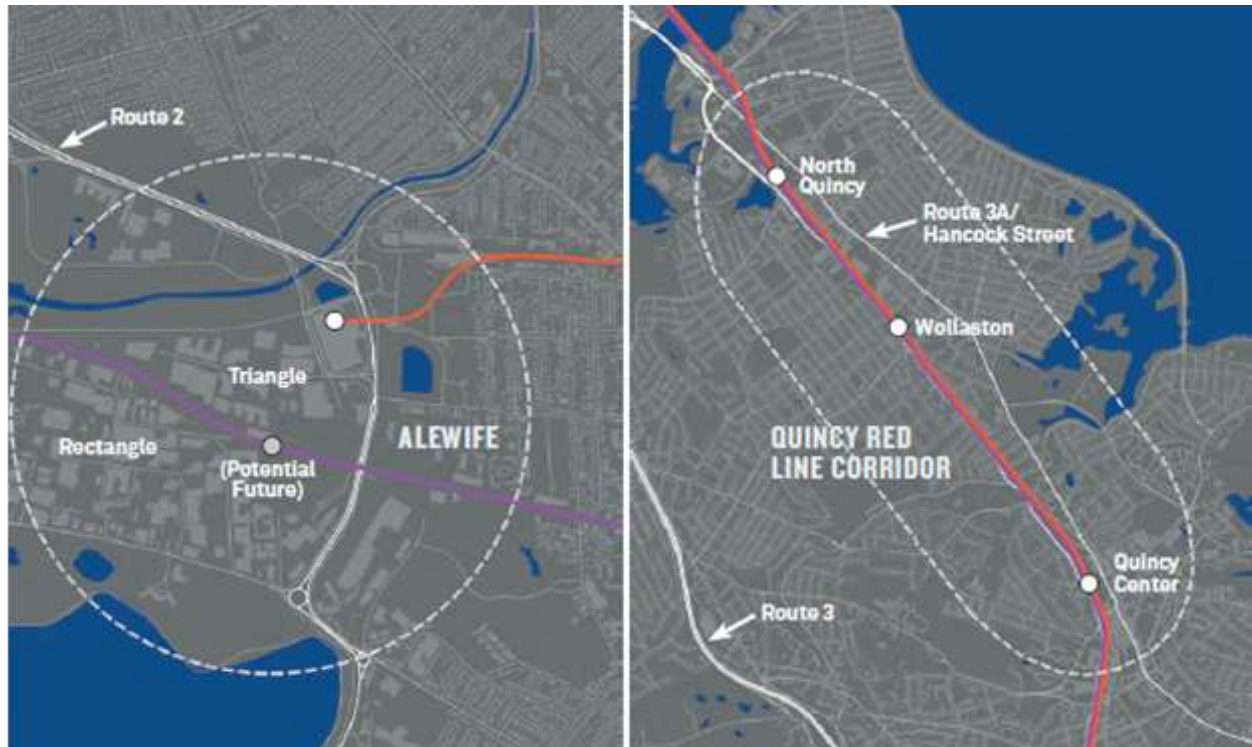 Route 2
Triangle
Rectangle
ALEWIFE
(Potential
Future)
North
Quincy
Route 3A/
Hancock Street
Wollaston
QUINCY RED
LINE CORRIDOR
Quincy
Center
Route 3